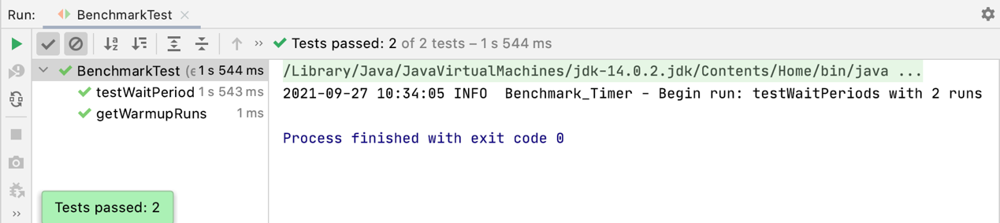 Run: BenchmarkTest
Tests passed: 2 of 2 tests – 1 s 544 ms
BenchmarkTest (e 1 s 544 ms
testWaitPeriod 1 s 543 ms
getWarmupRuns 1 ms
/Library/Java/JavaVirtualMachines/jdk-14.0.2.jdk/Contents/Home/bin/java ...
2021-09-27 10:34:05 INFO  Benchmark_Timer - Begin run: testWaitPeriods with 2 runs
Process finished with exit code 0
Tests passed: 2